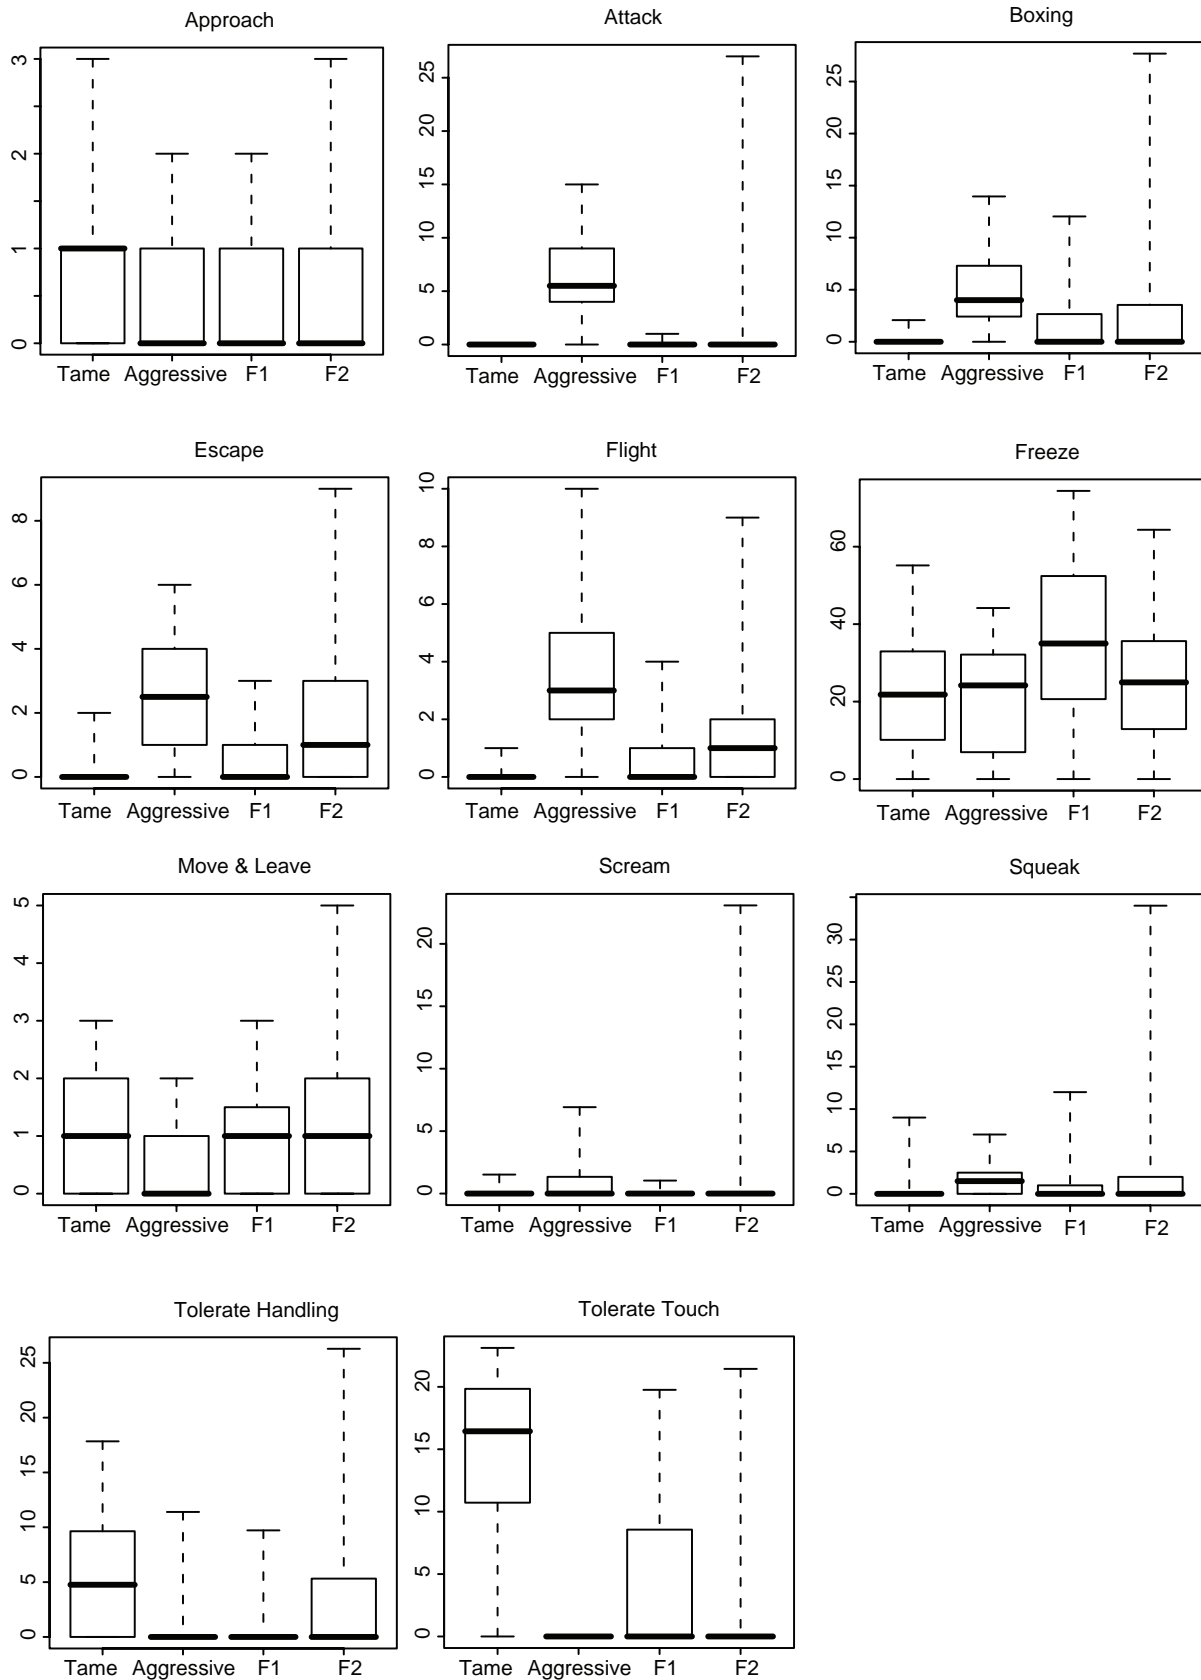 Approach
Attack
Boxing
3
2
1
0
Tame Aggressive F1 F2
25
20
15
10
5
0
Tame Aggressive F1 F2
25
20
15
10
5
0
Tame Aggressive F1 F2
Escape
Flight
Freeze
8
6
4
2
0
Tame Aggressive F1 F2
10
8
6
4
2
0
Tame Aggressive F1 F2
60
40
20
0
Tame Aggressive F1 F2
Move & Leave
Scream
Squeak
5
4
3
2
1
0
Tame Aggressive F1 F2
20
15
10
5
0
Tame Aggressive F1 F2
30
25
20
15
10
5
0
Tame Aggressive F1 F2
Tolerate Handling
Tolerate Touch
25
20
15
10
5
0
Tame Aggressive F1 F2
20
15
10
5
0
Tame Aggressive F1 F2